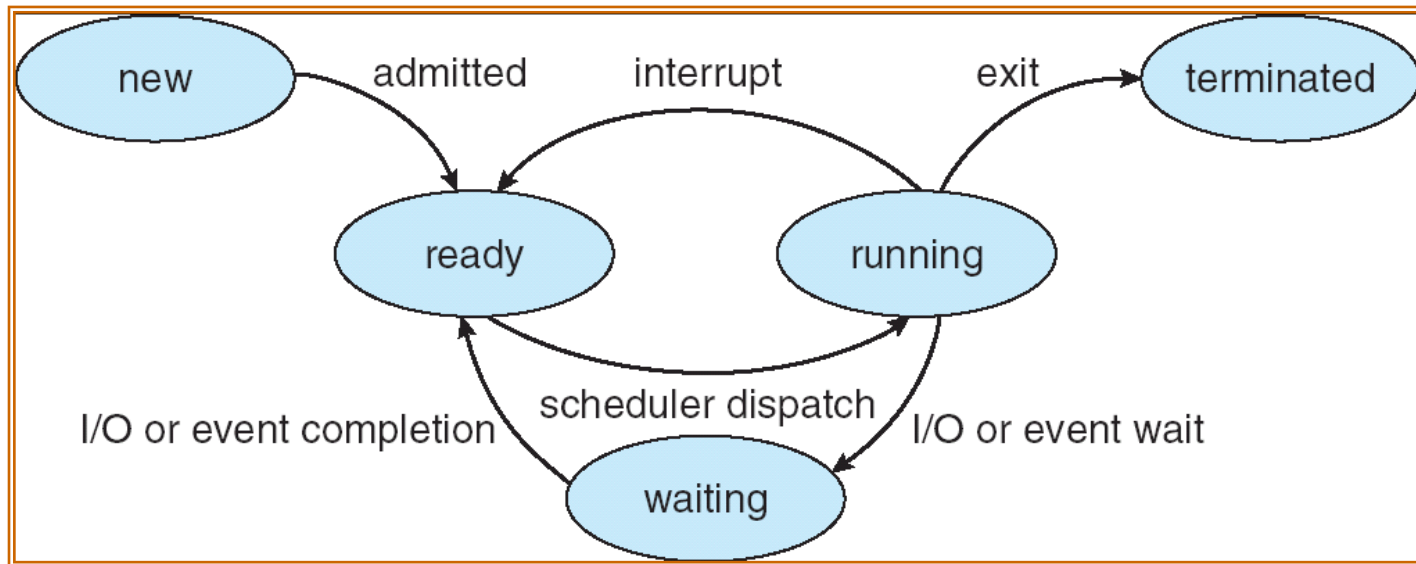 new
admitted
interrupt
exit
terminated
ready
running
scheduler dispatch
I/O or event completion
I/O or event wait
waiting